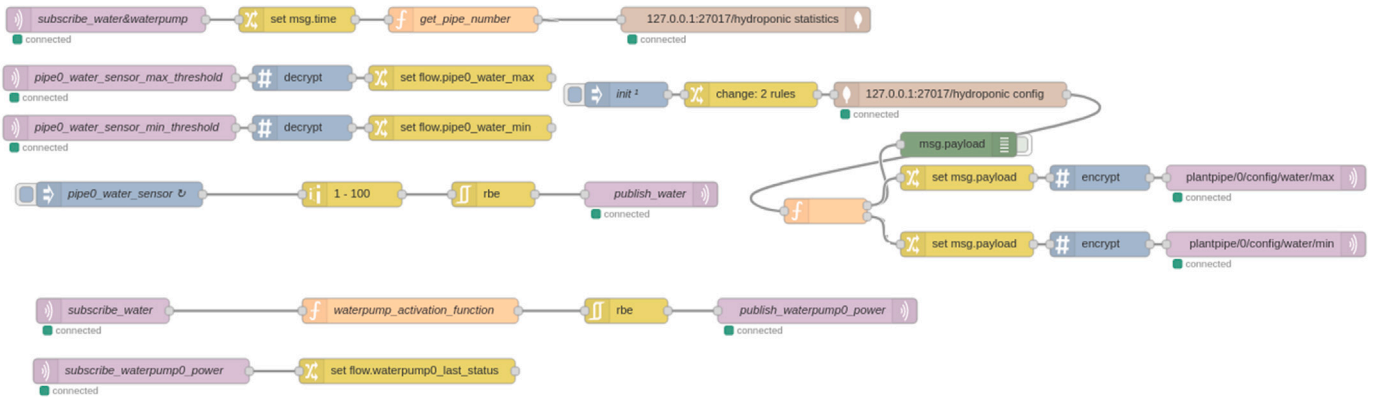 subscribe_water&waterpump
set msg.time
get_pipe_number
127.0.0.1:27017/hydroponic statistics
connected
connected
pipe0_water_sensor_max_threshold
decrypt
set flow.pipe0_water_max
connected
init ¹
change: 2 rules
127.0.0.1:27017/hydroponic config
connected
pipe0_water_sensor_min_threshold
decrypt
set flow.pipe0_water_min
connected
msg.payload
set msg.payload
encrypt
plantpipe/0/config/water/max
connected
pipe0_water_sensor ↻
1 - 100
rbe
publish_water
connected
set msg.payload
encrypt
plantpipe/0/config/water/min
connected
subscribe_water
waterpump_activation_function
rbe
publish_waterpump0_power
connected
connected
subscribe_waterpump0_power
set flow.waterpump0_last_status
connected